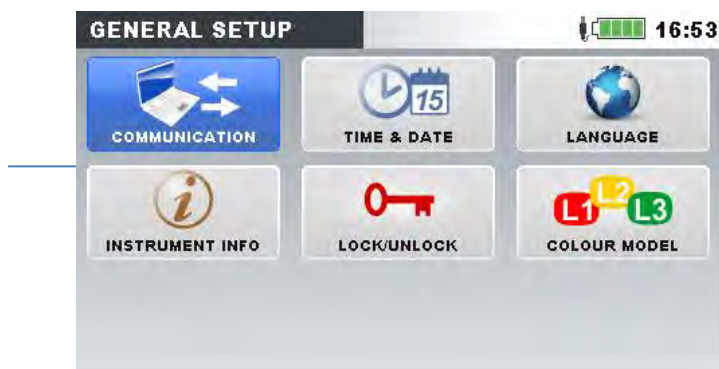 GENERAL SETUP 16:53
15
COMMUNICATION TIME & DATE LANGUAGE
i L1 L2 L3
INSTRUMENT INFO LOCK/UNLOCK COLOUR MODEL